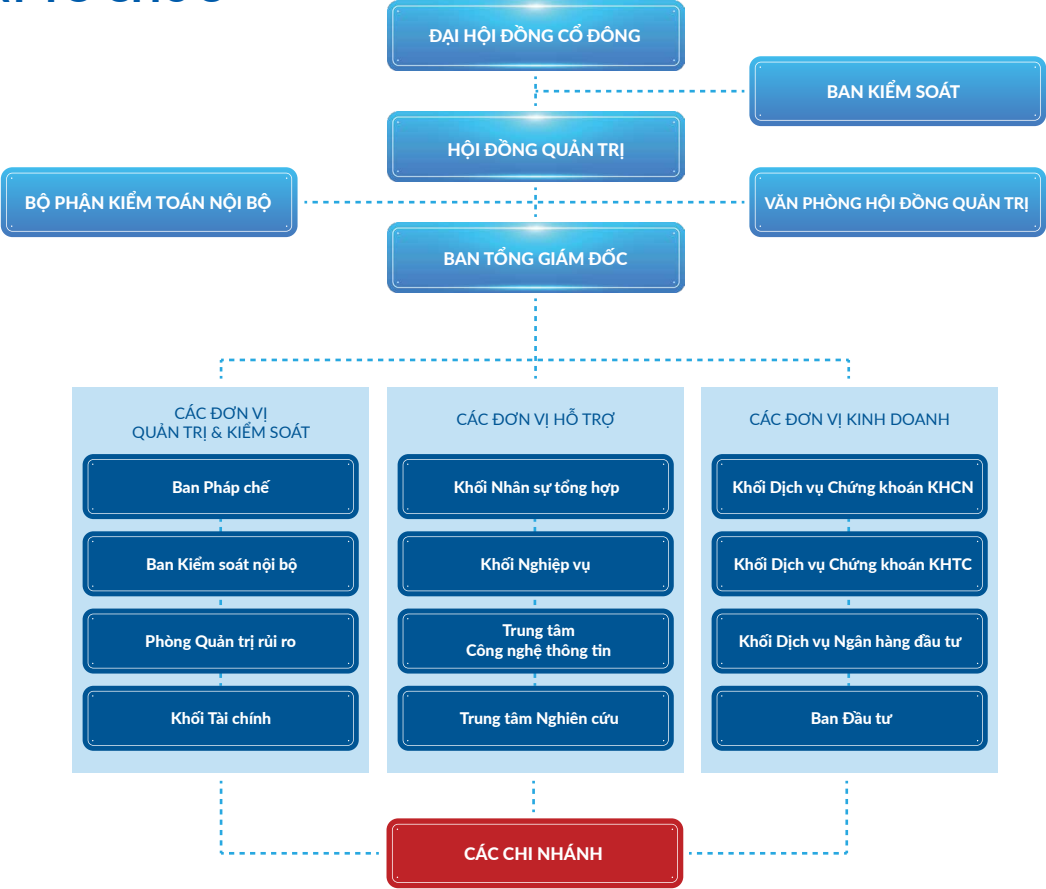 ĐẠI HỘI ĐỒNG CỔ ĐÔNG
BAN KIỂM SOÁT
HỘI ĐỒNG QUẢN TRỊ
BỘ PHẬN KIỂM TOÁN NỘI BỘ
VĂN PHÒNG HỘI ĐỒNG QUẢN TRỊ
BAN TỔNG GIÁM ĐỐC
CÁC ĐƠN VỊ
QUẢN TRỊ & KIỂM SOÁT
Ban Pháp chế
Ban Kiểm soát nội bộ
Phòng Quản trị rủi ro
Khối Tài chính
CÁC ĐƠN VỊ HỖ TRỢ
Khối Nhân sự tổng hợp
Khối Nghiệp vụ
Trung tâm
Công nghệ thông tin
Trung tâm Nghiên cứu
CÁC ĐƠN VỊ KINH DOANH
Khối Dịch vụ Chứng khoán KHCN
Khối Dịch vụ Chứng khoán KHTC
Khối Dịch vụ Ngân hàng đầu tư
Ban Đầu tư
CÁC CHI NHÁNH